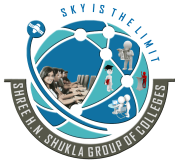 SKY IS THE LIMIT
SHREE H.N. SHUKLA GROUP OF COLLEGES